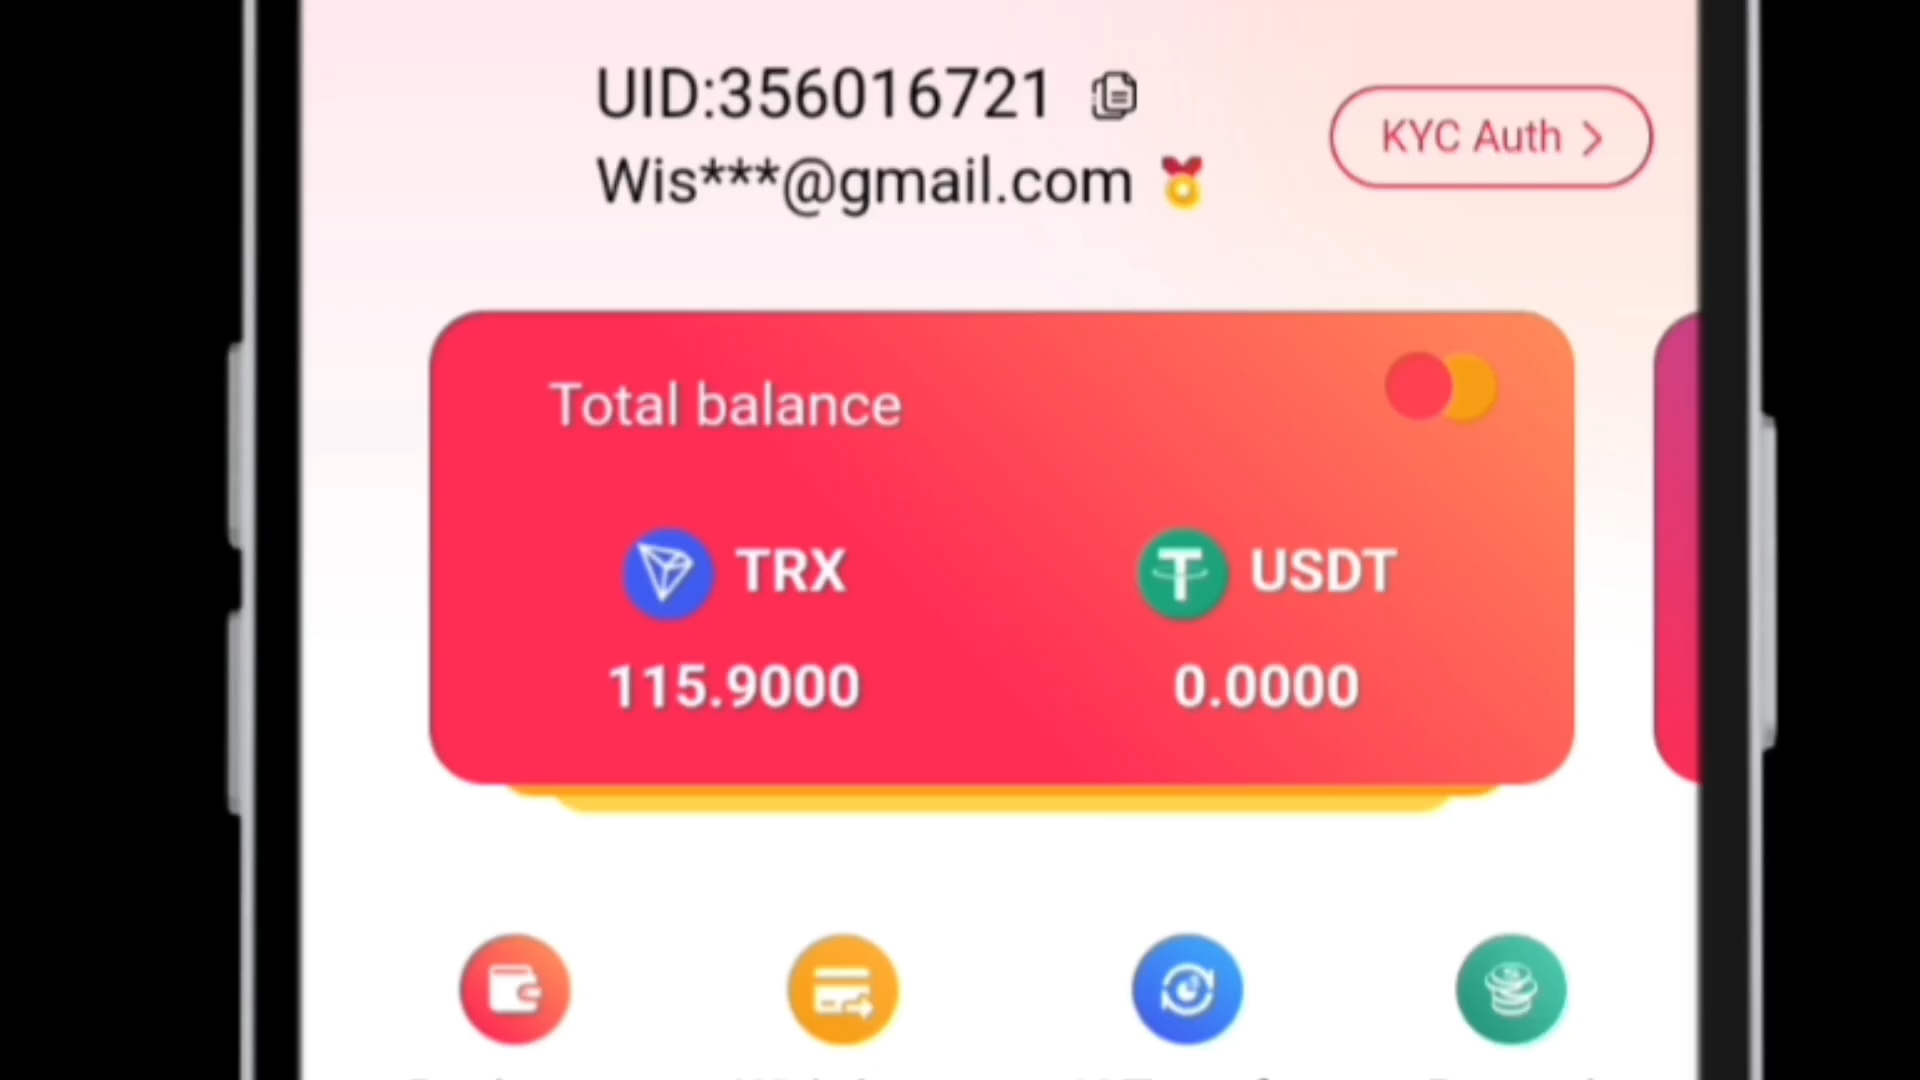 UID:356016721
Wis***@gmail.com
KYC Auth
Total balance
TRX
USDT
115.9000
0.0000